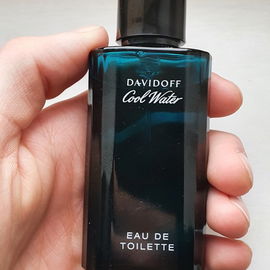 DAVIDOFF
Cool Water
EAU DE
TOILETTE